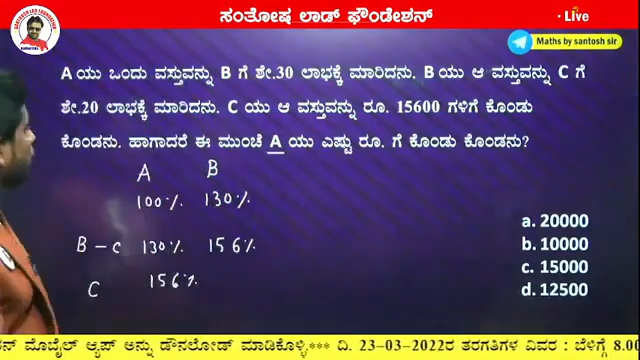 ಸಂತೋಷ ಲಾಡ್ ಫೌಂಡೇಶನ್
Live
Maths by santosh sir
A ಯು ಒಂದು ವಸ್ತುವನ್ನು B ಗೆ ಶೇ.30 ಲಾಭಕ್ಕೆ ಮಾರಿದನು. B ಯು ಆ ವಸ್ತುವನ್ನು C ಗೆ
ಶೇ.20 ಲಾಭಕ್ಕೆ ಮಾರಿದನು. C ಯು ಆ ವಸ್ತುವನ್ನು ರೂ. 15600 ಗಳಿಗೆ ಕೊಂಡು
ಕೊಂಡನು. ಹಾಗಾದರೆ ಈ ಮುಂಚೆ A ಯು ಎಷ್ಟು ರೂ. ಗೆ ಕೊಂಡು ಕೊಂಡನು?
A B
100% 130%
B - C 130% 156%
C 156%
a. 20000
b. 10000
c. 15000
d. 12500
ನ್ ಮೊಬೈಲ್ ಆ್ಯಪ್ ಅನ್ನು ಡೌನಲೋಡ್ ಮಾಡಿಕೊಳ್ಳಿ.*** ದಿ. 23-03-2022ರ ತರಗತಿಗಳ ವಿವರ : ಬೆಳಿಗ್ಗೆ 8.00